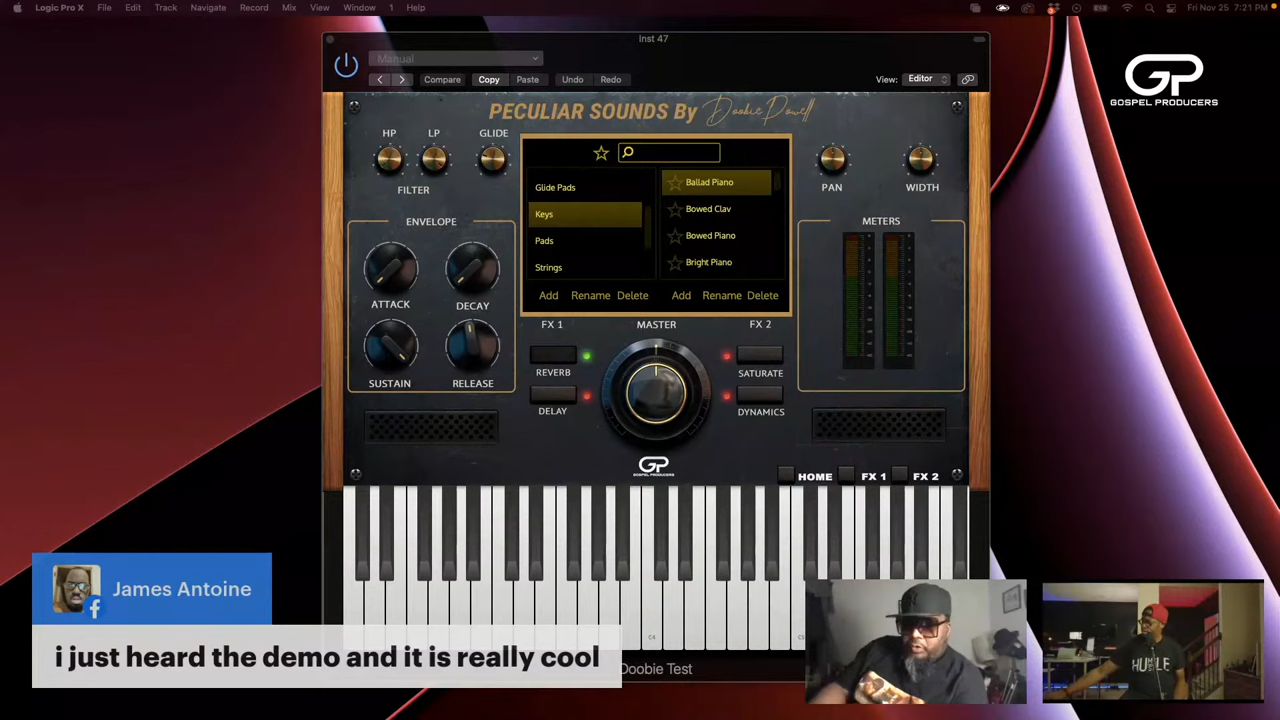 Logic Pro X File Edit Track Navigate Record Mix View Window 1 Help
Fri Nov 25 7:21 PM
Inst 47
Manual
Compare Copy Paste Undo Redo
View: Editor
GP
GOSPEL PRODUCERS
PECULIAR SOUNDS By Doobie Powell
HP LP GLIDE
FILTER
PAN WIDTH
Glide Pads
Keys
Pads
Strings
Add Rename Delete
Ballad Piano
Bowed Clav
Bowed Piano
Bright Piano
Add Rename Delete
ENVELOPE
ATTACK DECAY
SUSTAIN RELEASE
METERS
FX 1 MASTER FX 2
REVERB SATURATE
DELAY DYNAMICS
GP
GOSPEL PRODUCERS
HOME FX 1 FX 2
C4 C5
James Antoine
i just heard the demo and it is really cool
Doobie Test
HUMBLE